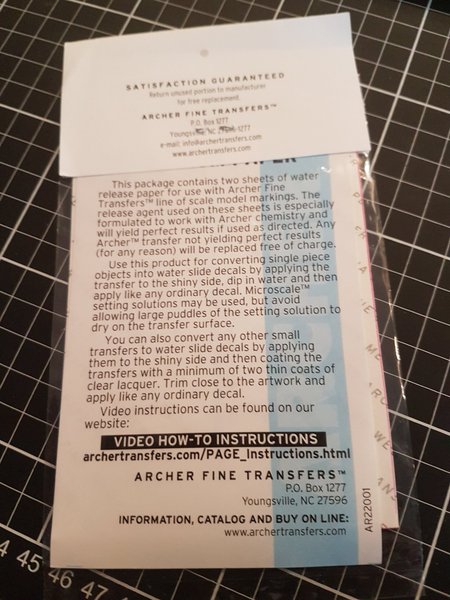 SATISFACTION GUARANTEED
Return unused portion to manufacturer
for free replacement.
ARCHER FINE TRANSFERS™
P.O. Box 1277
Youngsville, NC
e-mail: info@archertransfers.com
www.archertransfers.com
This package contains two sheets of water
release paper for use with Archer Fine
Transfers™ line of scale model markings. The
release agent used on these sheets is especially
formulated to work with Archer chemistry and
will yield perfect results if used as directed. Any
Archer™ transfer not yielding perfect results
(for any reason) will be replaced free of charge.
Use this product for converting single piece
objects into water slide decals by applying the
transfer to the shiny side, dip in water and then
apply like any ordinary decal. Microscale™
setting solutions may be used, but avoid
allowing large puddles of the setting solution to
dry on the transfer surface.
You can also convert any other small
transfers to water slide decals by applying
them to the shiny side and then coating the
transfers with a minimum of two thin coats of
clear lacquer. Trim close to the artwork and
apply like any ordinary decal.
Video instructions can be found on our
website:
VIDEO HOW-TO INSTRUCTIONS
archertransfers.com/PAGE_Instructions.html
ARCHER FINE TRANSFERS™
P.O. Box 1277
Youngsville, NC 27596
INFORMATION, CATALOG AND BUY ON LINE:
www.archertransfers.com
AR22001
45 46 47